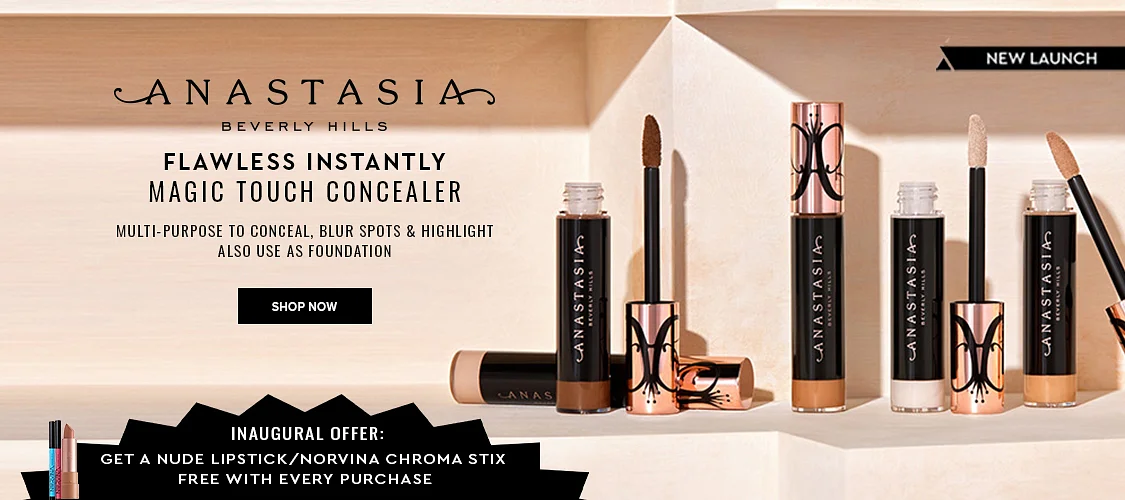 NEW LAUNCH
ANASTASIA
BEVERLY HILLS
FLAWLESS INSTANTLY
MAGIC TOUCH CONCEALER
MULTI-PURPOSE TO CONCEAL, BLUR SPOTS & HIGHLIGHT
ALSO USE AS FOUNDATION
SHOP NOW
ANASTASIA
BEVERLY HILLS
ANASTASIA
BEVERLY HILLS
ANASTASIA
BEVERLY HILLS
ANASTASIA
BEVERLY HILLS
ANAS
INAUGURAL OFFER:
GET A NUDE LIPSTICK/NORVINA CHROMA STIX
FREE WITH EVERY PURCHASE